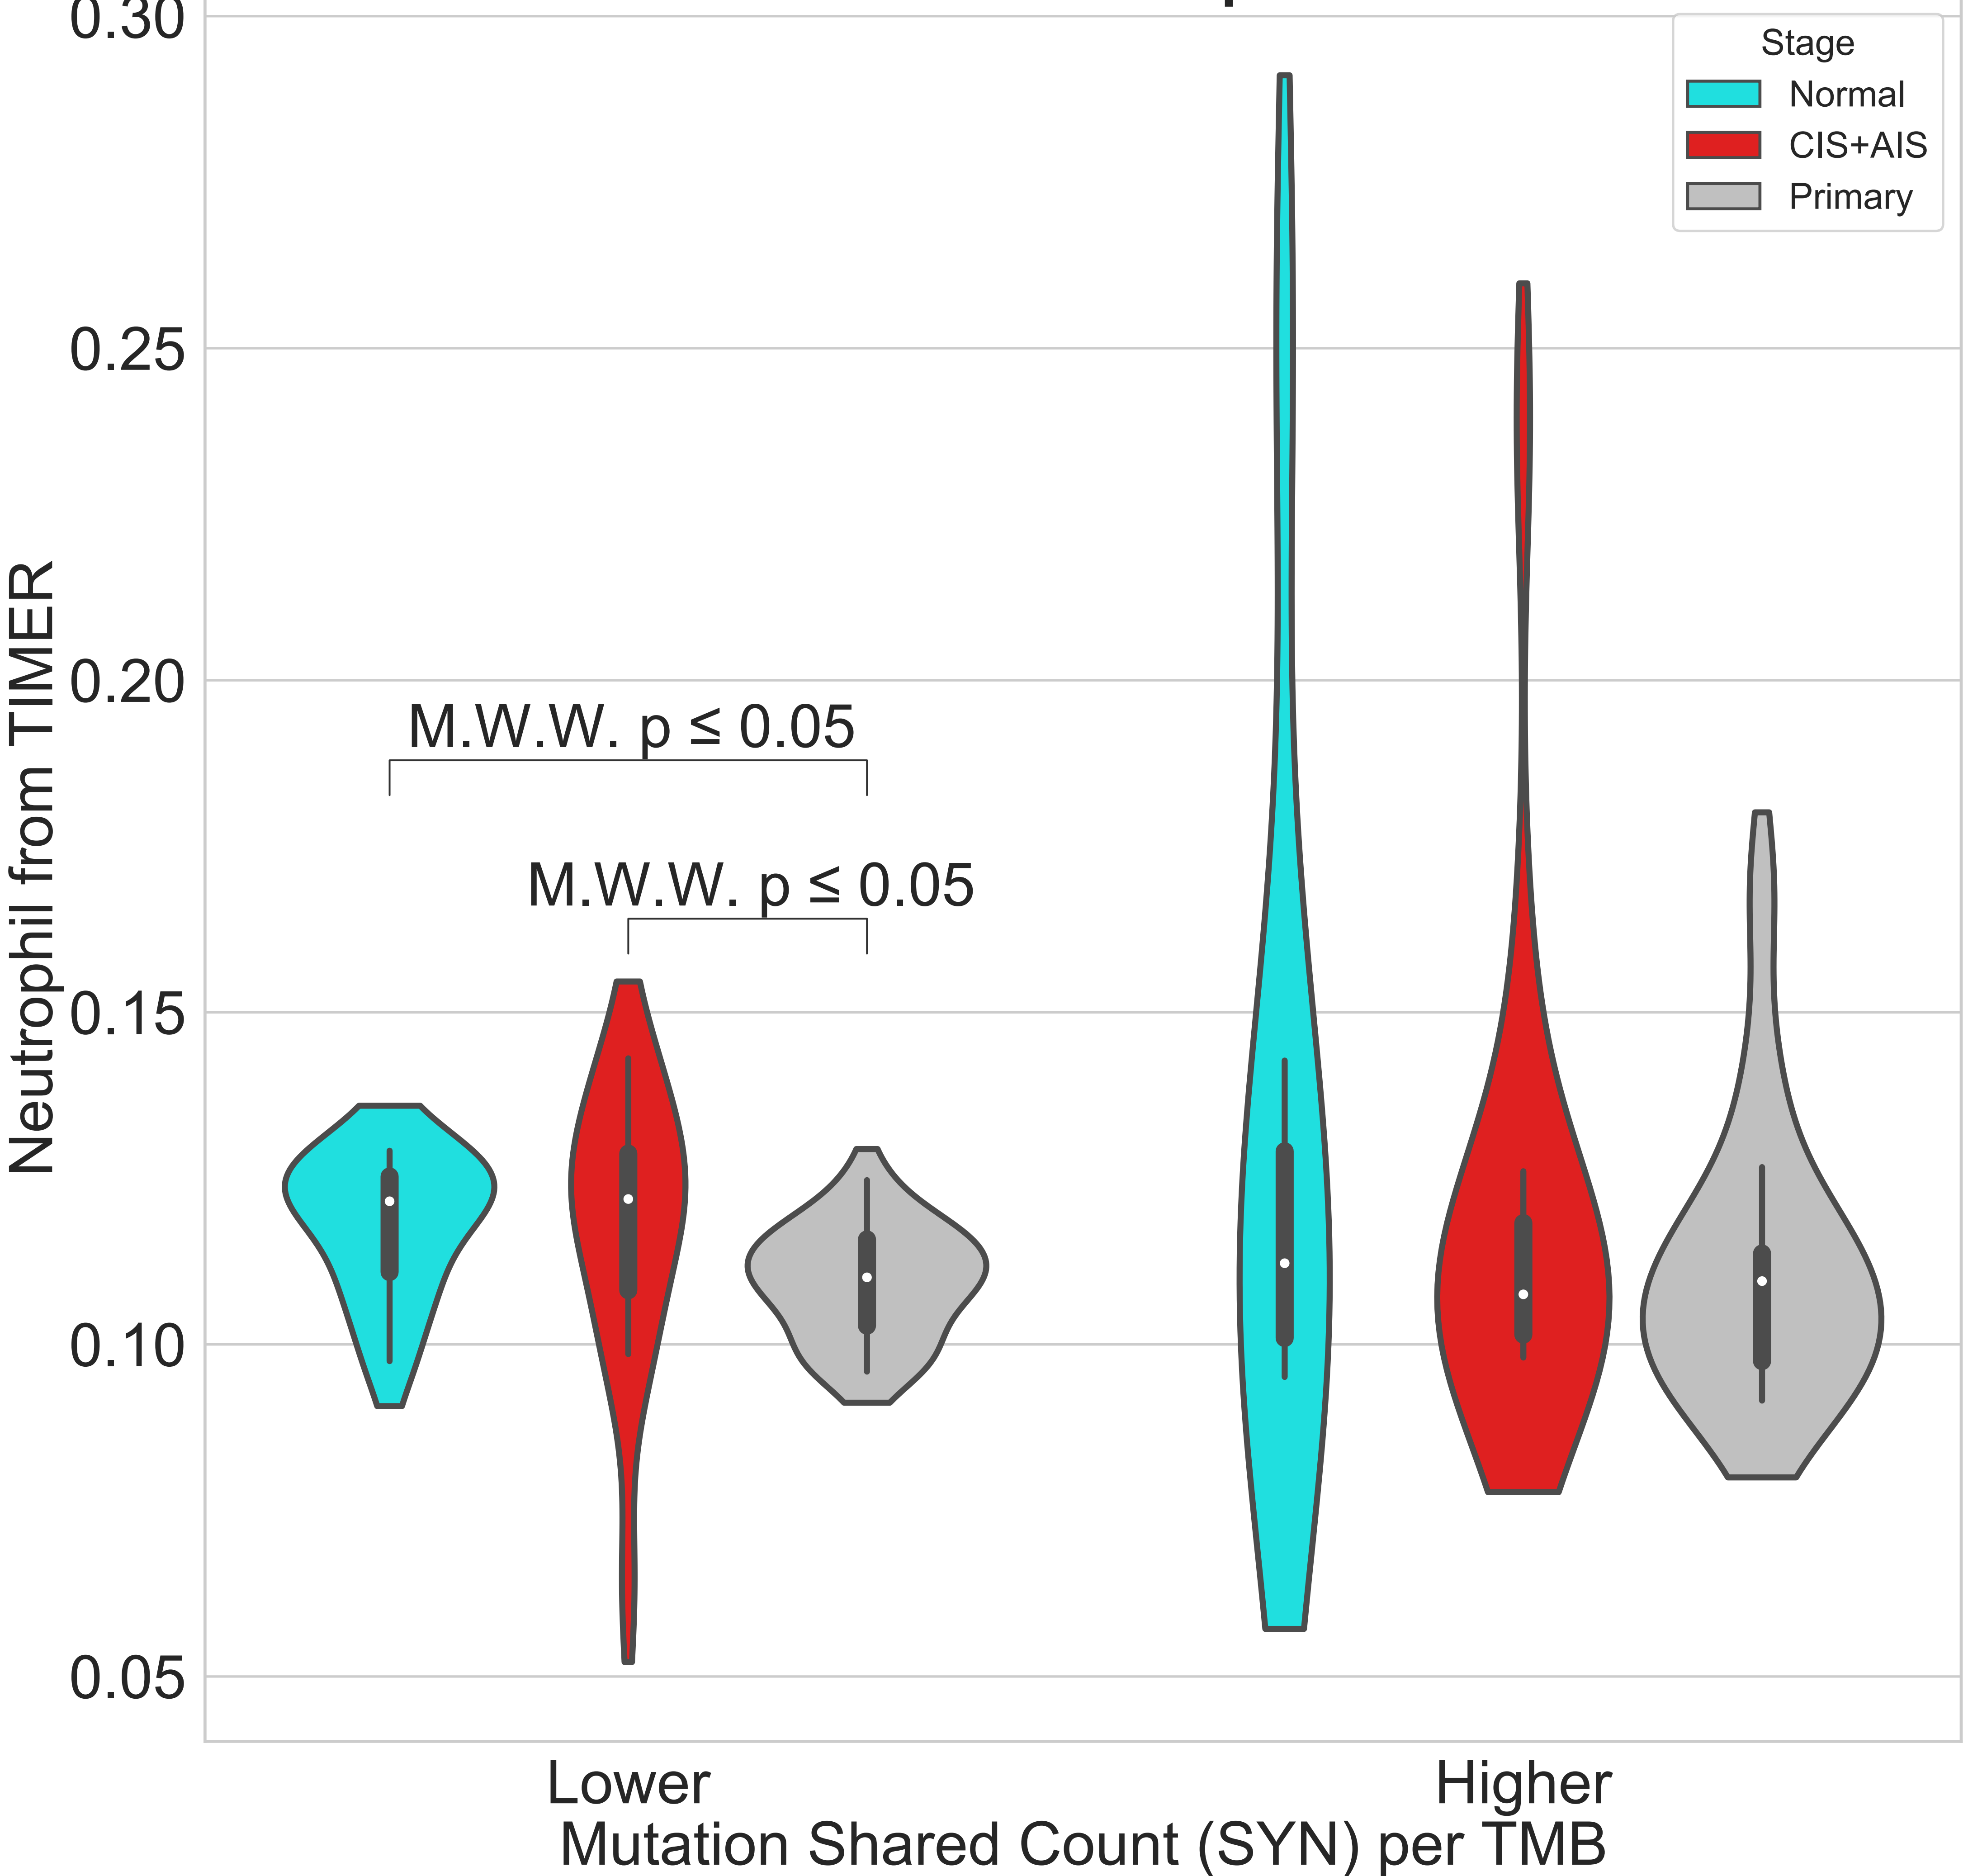 0.30
Stage
Normal
CIS+AIS
Primary
0.25
0.20
M.W.W. p ≤ 0.05
M.W.W. p ≤ 0.05
0.15
0.10
0.05
Neutrophil from TIMER
Lower Higher
Mutation Shared Count (SYN) per TMB